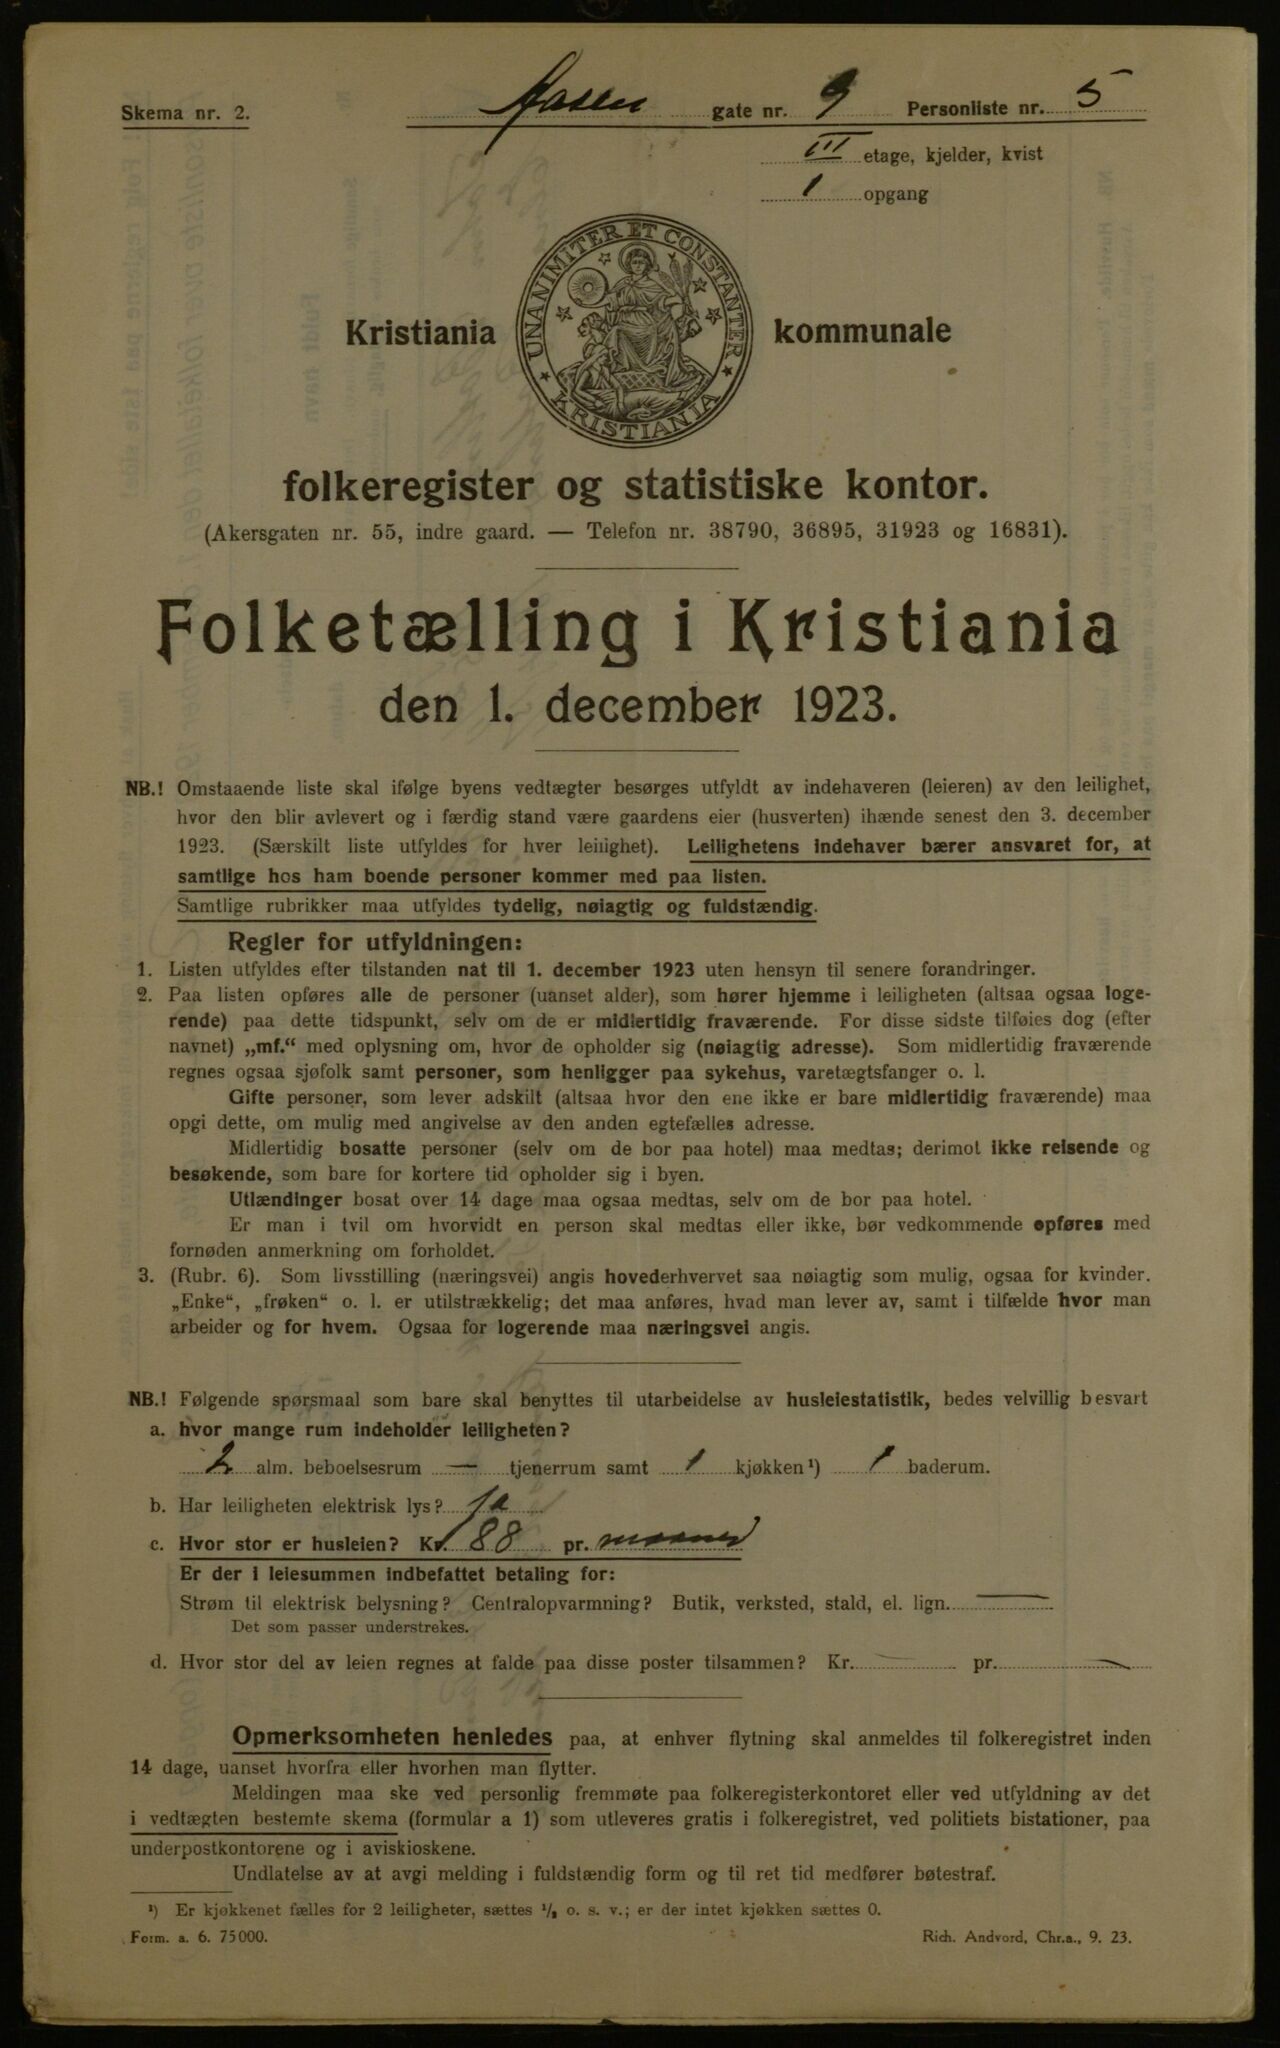 Skema nr. 2.
Aasen gate nr. 9 Personliste nr. 5
III etage, kjelder, kvist
1 opgang
UNANIMITER ET CONSTANTER
KRISTIANIA
Kristiania kommunale
folkeregister og statistiske kontor.
(Akersgaten nr. 55, indre gaard. — Telefon nr. 38790, 36895, 31923 og 16831).
Folketælling i Kristiania
den 1. december 1923.
NB.! Omstaaende liste skal ifølge byens vedtægter besørges utfyldt av indehaveren (leieren) av den leilighet,
hvor den blir avlevert og i færdig stand være gaardens eier (husverten) ihænde senest den 3. december
1923. (Særskilt liste utfyldes for hver leilighet). Leilighetens indehaver bærer ansvaret for, at
samtlige hos ham boende personer kommer med paa listen.
Samtlige rubrikker maa utfyldes tydelig, nøiagtig og fuldstændig.
Regler for utfyldningen:
1. Listen utfyldes efter tilstanden nat til 1. december 1923 uten hensyn til senere forandringer.
2. Paa listen opføres alle de personer (uanset alder), som hører hjemme i leiligheten (altsaa ogsaa loge-
rende) paa dette tidspunkt, selv om de er midlertidig fraværende. For disse sidste tilføies dog (efter
navnet) „mf.“ med oplysning om, hvor de opholder sig (nøiagtig adresse). Som midlertidig fraværende
regnes ogsaa sjøfolk samt personer, som henligger paa sykehus, varetægtsfanger o. l.
Gifte personer, som lever adskilt (altsaa hvor den ene ikke er bare midlertidig fraværende) maa
opgi dette, om mulig med angivelse av den anden egtefælles adresse.
Midlertidig bosatte personer (selv om de bor paa hotel) maa medtas; derimot ikke reisende og
besøkende, som bare for kortere tid opholder sig i byen.
Utlændinger bosat over 14 dage maa ogsaa medtas, selv om de bor paa hotel.
Er man i tvil om hvorvidt en person skal medtas eller ikke, bør vedkommende opføres med
fornøden anmerkning om forholdet.
3. (Rubr. 6). Som livsstilling (næringsvei) angis hovederhvervet saa nøiagtig som mulig, ogsaa for kvinder.
„Enke“, „frøken“ o. l. er utilstrækkelig; det maa anføres, hvad man lever av, samt i tilfælde hvor man
arbeider og for hvem. Ogsaa for logerende maa næringsvei angis.
NB.! Følgende spørsmaal som bare skal benyttes til utarbeidelse av husleiestatistik, bedes velvillig besvart
a. hvor mange rum indeholder leiligheten?
2 alm. beboelsesrum — tjenerrum samt 1 kjøkken¹) 1 baderum.
b. Har leiligheten elektrisk lys? Ja
c. Hvor stor er husleien? Kr. 88 pr. maaned
Er der i leiesummen indbefattet betaling for:
Strøm til elektrisk belysning? Centralopvarmning? Butik, verksted, stald, el. lign. —
Det som passer understrekes.
d. Hvor stor del av leien regnes at falde paa disse poster tilsammen? Kr. — pr. —
Opmerksomheten henledes paa, at enhver flytning skal anmeldes til folkeregistret inden
14 dage, uanset hvorfra eller hvorhen man flytter.
Meldingen maa ske ved personlig fremmøte paa folkeregisterkontoret eller ved utfyldning av det
i vedtægten bestemte skema (formular a 1) som utleveres gratis i folkeregistret, ved politiets bistationer, paa
underpostkontorene og i aviskioskene.
Undlatelse av at avgi melding i fuldstændig form og til ret tid medfører bøtestraf.
¹) Er kjøkkenet fælles for 2 leiligheter, sættes ½ o. s. v.; er der intet kjøkken sættes 0.
Form. a. 6. 75000.
Rich. Andvord, Chr.a., 9. 23.